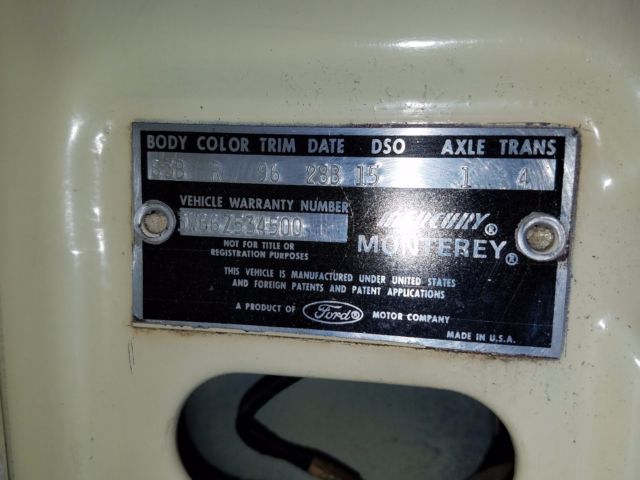 BODY COLOR TRIM DATE DSO AXLE TRANS
96 28B 15 1 4
VEHICLE WARRANTY NUMBER
MERCURY®
NOT FOR TITLE OR
REGISTRATION PURPOSES
MONTEREY®
THIS VEHICLE IS MANUFACTURED UNDER UNITED STATES
AND FOREIGN PATENTS AND PATENT APPLICATIONS
A PRODUCT OF Ford® MOTOR COMPANY
MADE IN U.S.A.